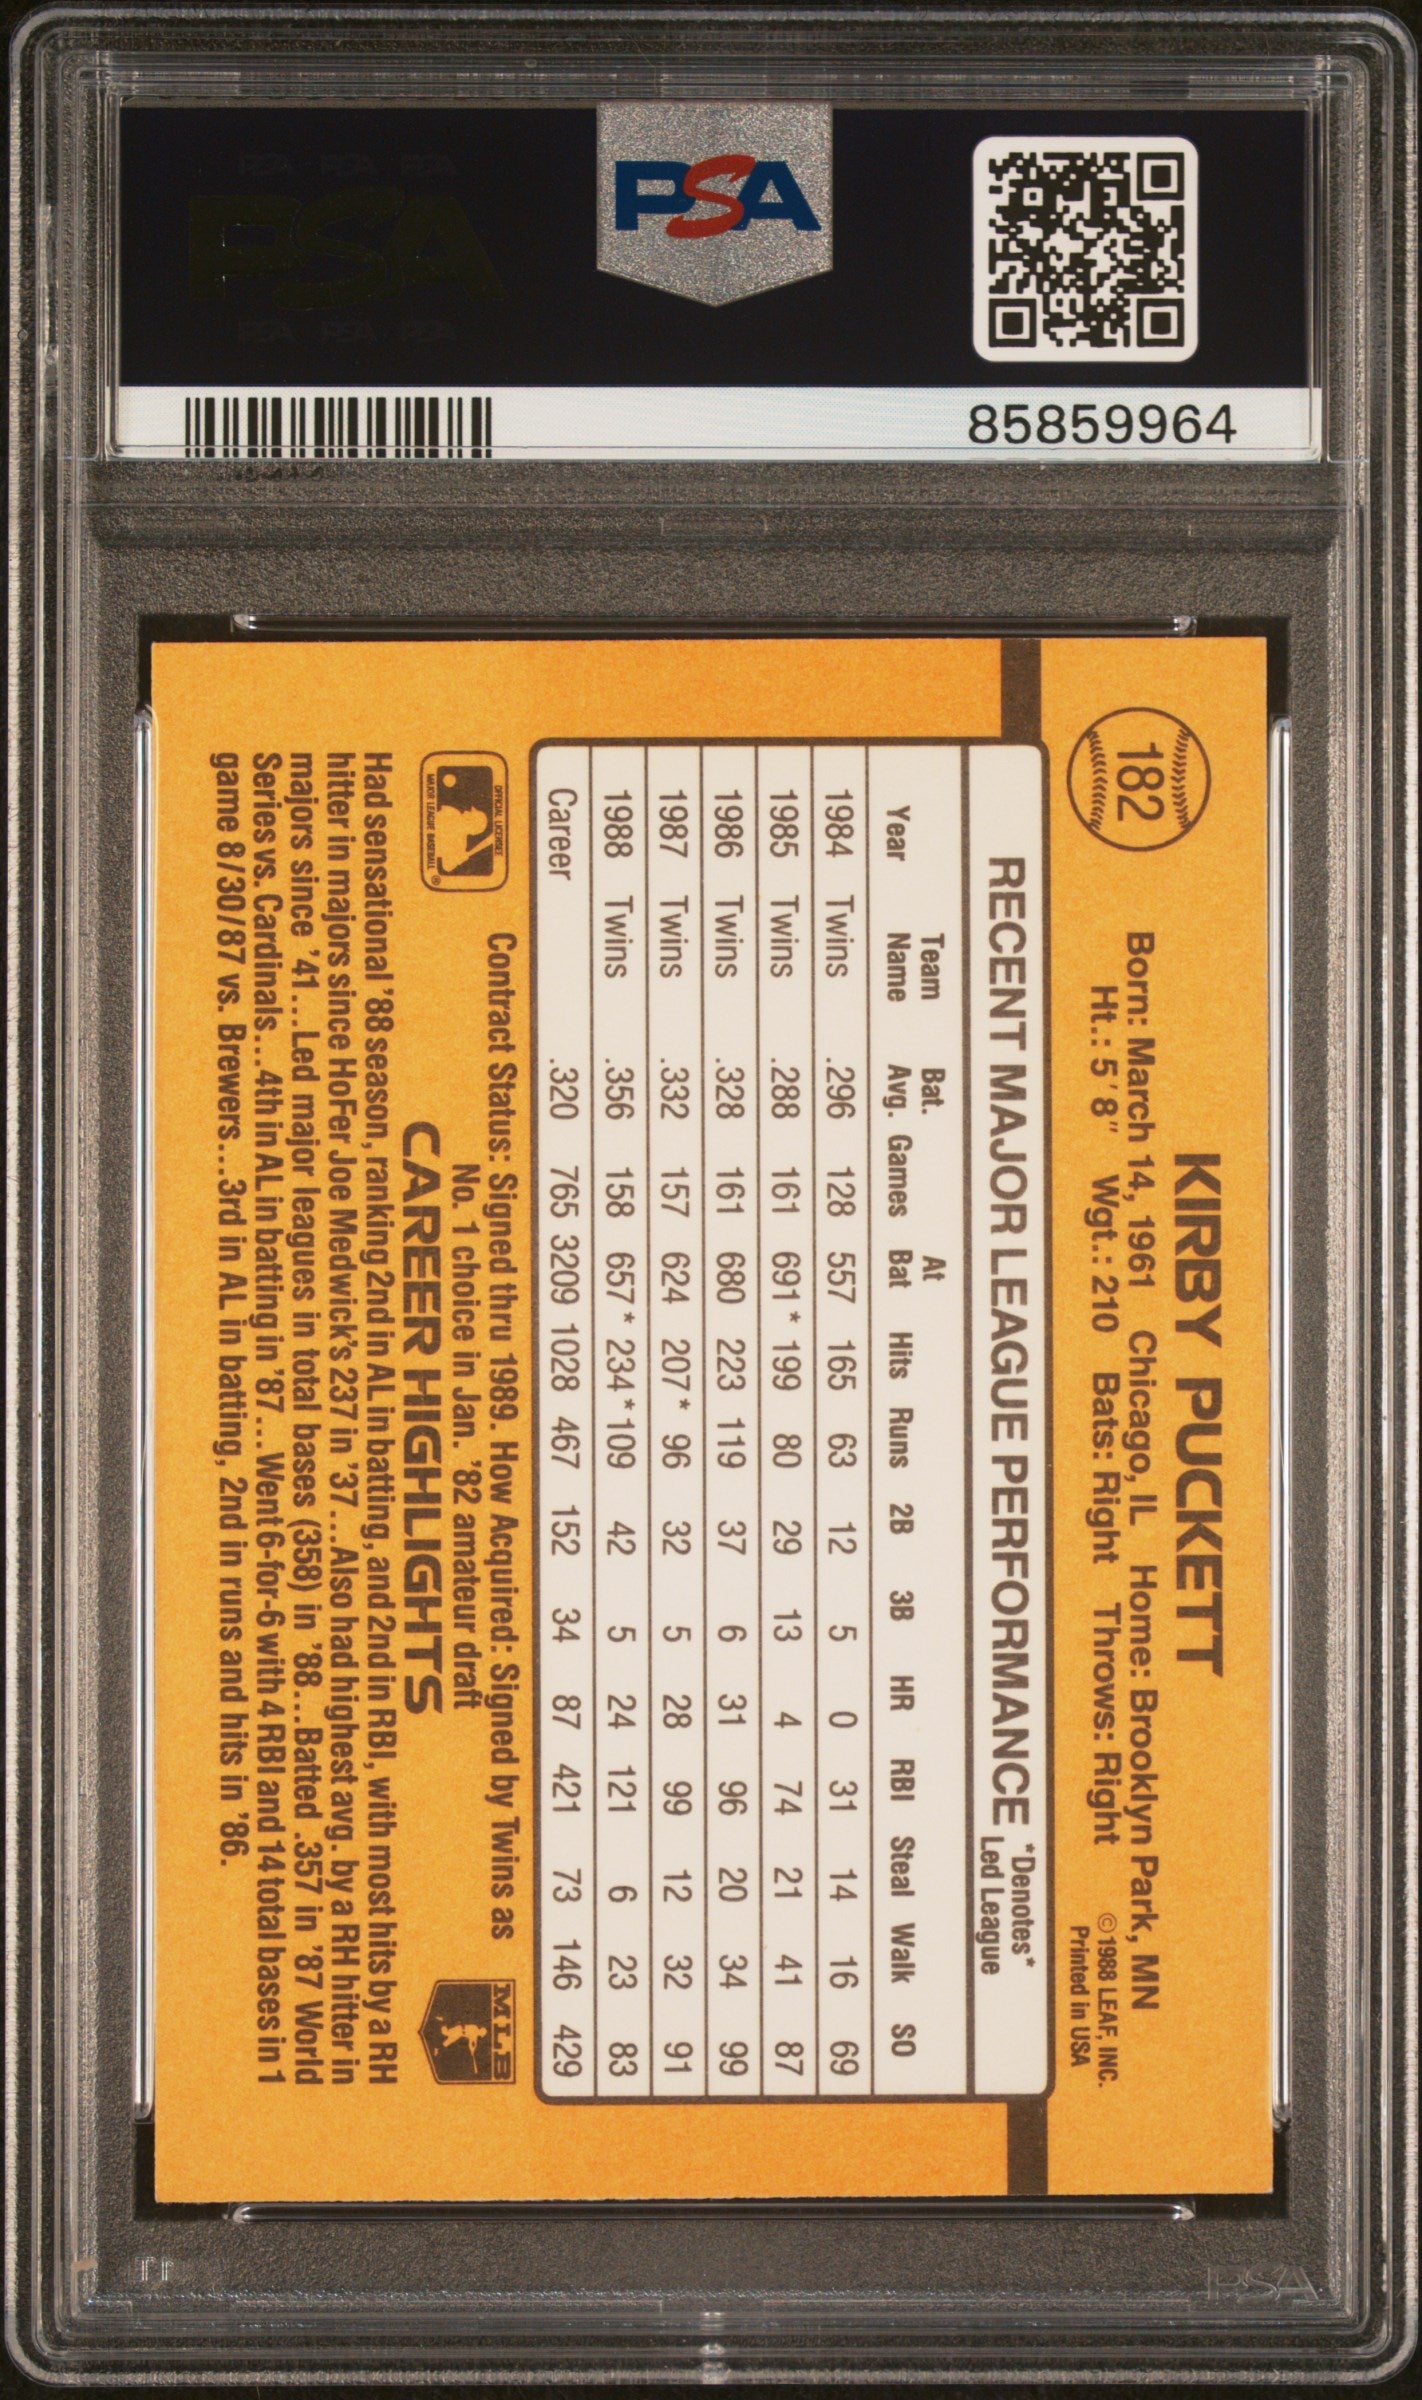 PSA
PSA PSA PSA
PSA
PSA PSA PSA
85859964
182
KIRBY PUCKETT
Born: March 14, 1961 Chicago, IL Home: Brooklyn Park, MN
Ht.: 5'8" Wgt.: 210 Bats: Right Throws: Right
© 1988 LEAF, INC.
Printed in USA
RECENT MAJOR LEAGUE PERFORMANCE *Denotes* Led League
Year Team Name Bat. Avg. Games At Bat Hits Runs 2B 3B HR RBI Steal Walk SO
1984 Twins .296 128 557 165 63 12 5 0 31 14 16 69
1985 Twins .288 161 691* 199 80 29 13 4 74 21 41 87
1986 Twins .328 161 680 223 119 37 6 31 96 20 34 99
1987 Twins .332 157 624 207* 96 32 5 28 99 12 32 91
1988 Twins .356 158 657* 234* 109 42 5 24 121 6 23 83
Career .320 765 3209 1028 467 152 34 87 421 73 146 429
OFFICIAL LICENSEE
MAJOR LEAGUE BASEBALL®
Contract Status: Signed thru 1989. How Acquired: Signed by Twins as
No. 1 choice in Jan. '82 amateur draft
MLB
CAREER HIGHLIGHTS
Had sensational '88 season, ranking 2nd in AL in batting, and 2nd in RBI, with most hits by a RH
hitter in majors since HoFer Joe Medwick's 237 in '37...Also had highest avg. by a RH hitter in
majors since '41...Led major leagues in total bases (358) in '88...Batted .357 in '87 World
Series vs. Cardinals...4th in AL in batting in '87...Went 6-for-6 with 4 RBI and 14 total bases in 1
game 8/30/87 vs. Brewers...3rd in AL in batting, 2nd in runs and hits in '86.
PSA